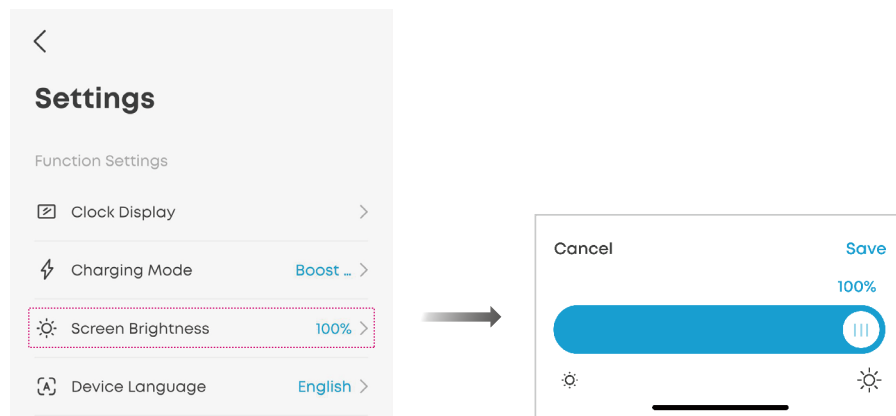 Settings
Function Settings
Clock Display
Charging Mode Boost ...
Screen Brightness 100%
Device Language English
Cancel Save
100%